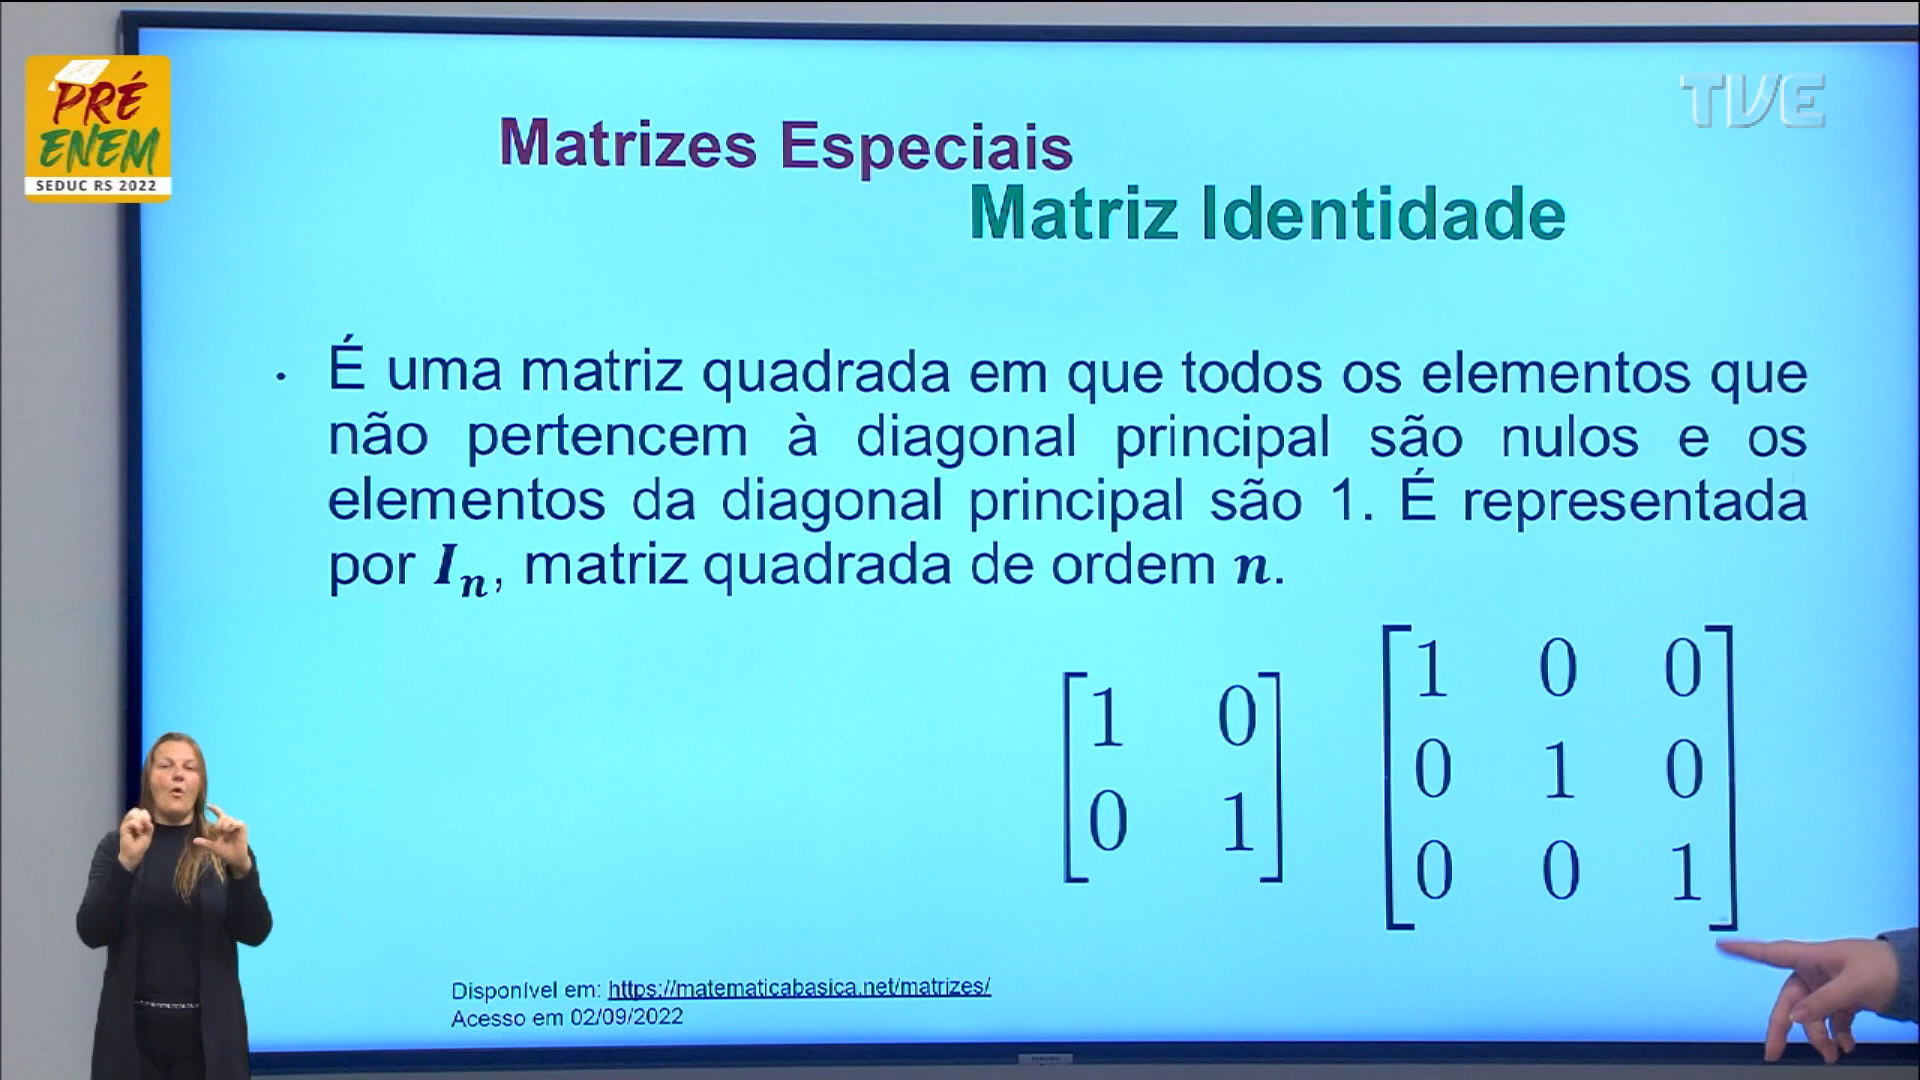 PRÉ
ENEM
SEDUC RS 2022
TVE
Matrizes Especiais
Matriz Identidade
· É uma matriz quadrada em que todos os elementos que
não pertencem à diagonal principal são nulos e os
elementos da diagonal principal são 1. É representada
por Iₙ, matriz quadrada de ordem n.
1 0
0 1
1 0 0
0 1 0
0 0 1
Disponível em: https://matematicabasica.net/matrizes/
Acesso em 02/09/2022